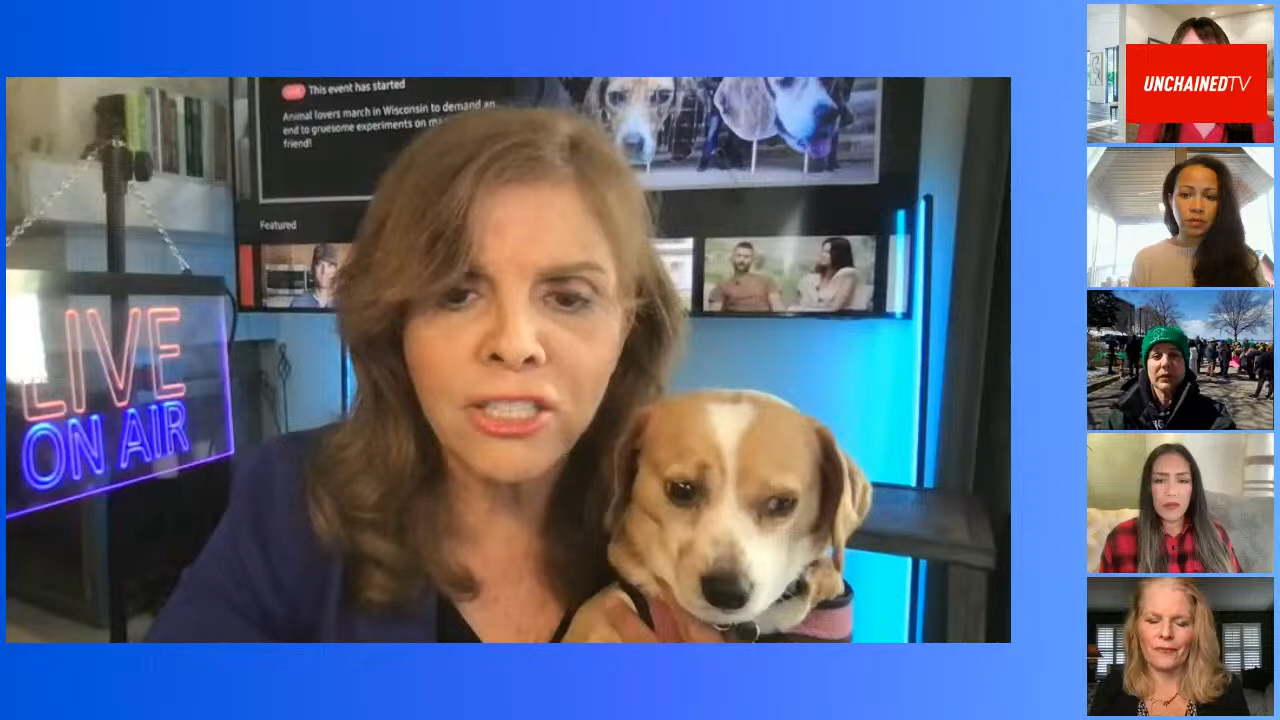 LIVE This event has started
Animal lovers march in Wisconsin to demand an
end to gruesome experiments on
friend!
Featured
LIVE
ON AIR
UNCHAINEDTV